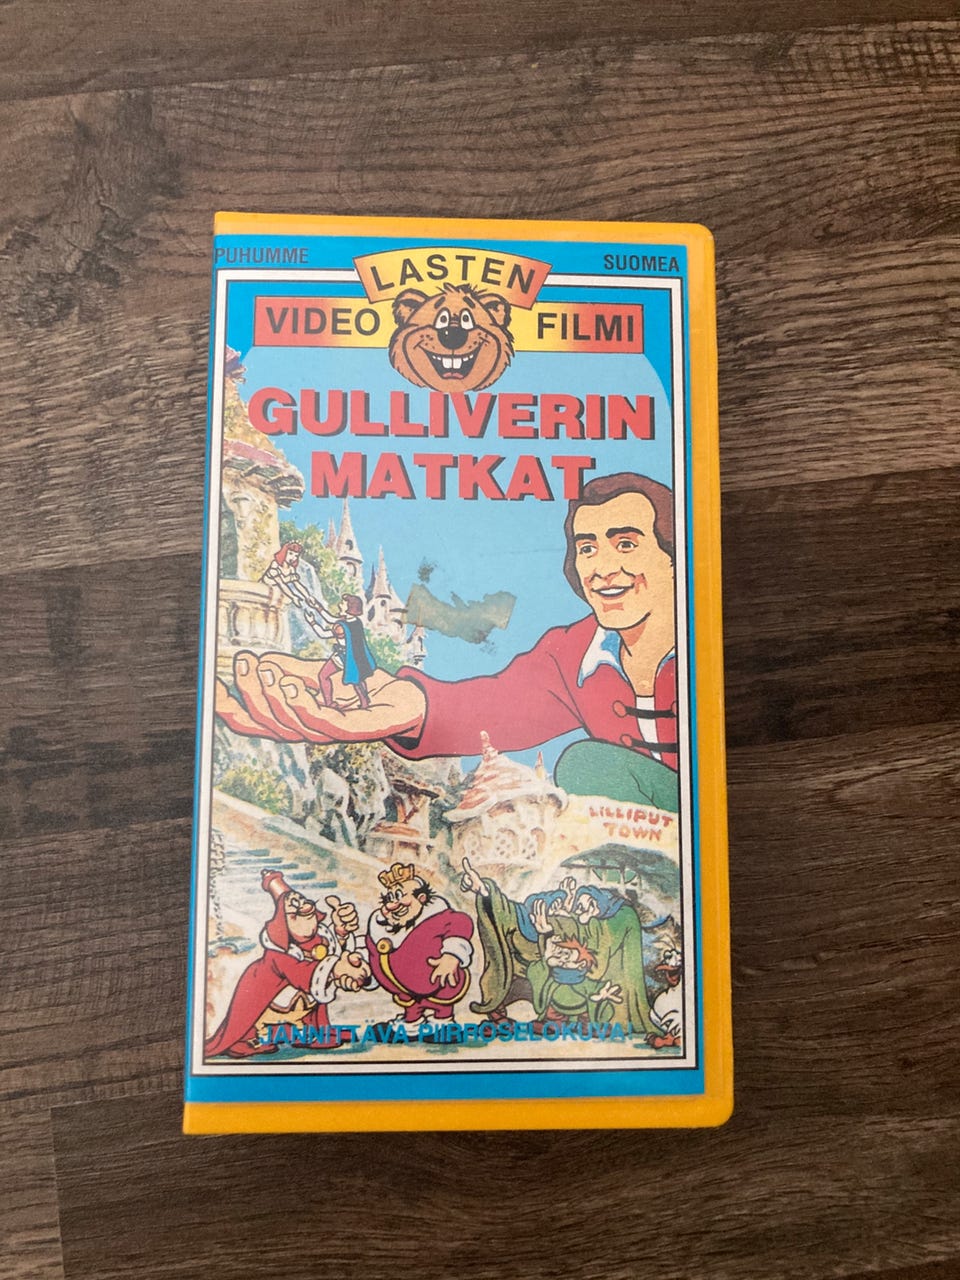 PUHUMME
SUOMEA
LASTEN
VIDEO FILMI
GULLIVERIN
MATKAT
LILLIPUT
TOWN
JÄNNITTÄVÄ PIIRROSELOKUVA!